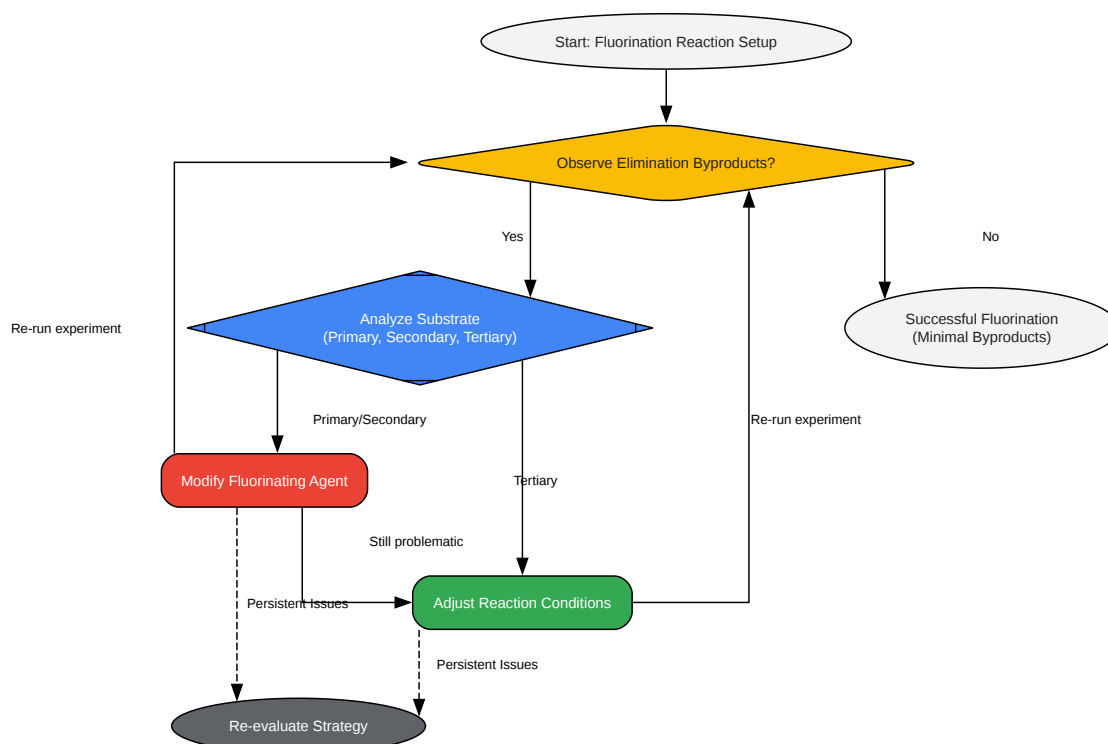 Start: Fluorination Reaction Setup
Observe Elimination Byproducts?
Yes
No
Analyze Substrate
(Primary, Secondary, Tertiary)
Successful Fluorination
(Minimal Byproducts)
Re-run experiment
Primary/Secondary
Re-run experiment
Modify Fluorinating Agent
Tertiary
Still problematic
Persistent Issues
Adjust Reaction Conditions
Persistent Issues
Re-evaluate Strategy